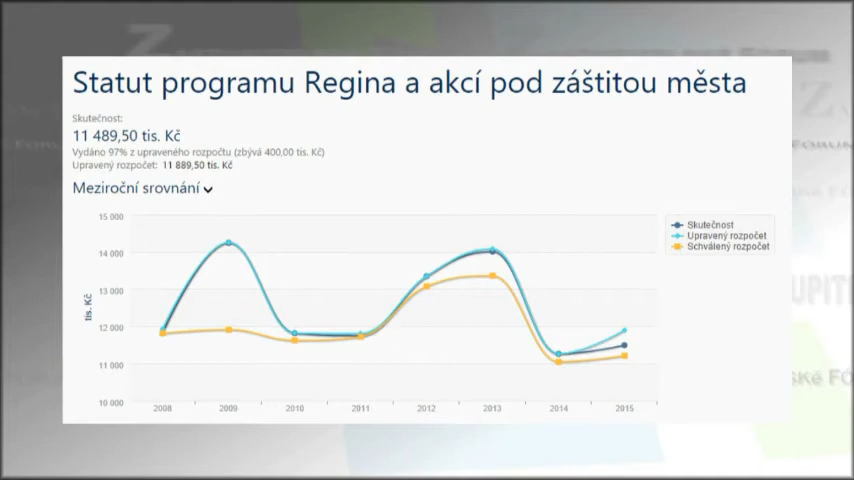 Statut programu Regina a akcí pod záštitou města
Skutečnost:
11 489,50 tis. Kč
Vydáno 97% z upraveného rozpočtu (zbývá 400,00 tis. Kč)
Upravený rozpočet: 11 889,50 tis. Kč
Meziroční srovnání
15 000
14 000
13 000
12 000
11 000
10 000
tis. Kč
2008 2009 2010 2011 2012 2013 2014 2015
Skutečnost
Upravený rozpočet
Schválený rozpočet